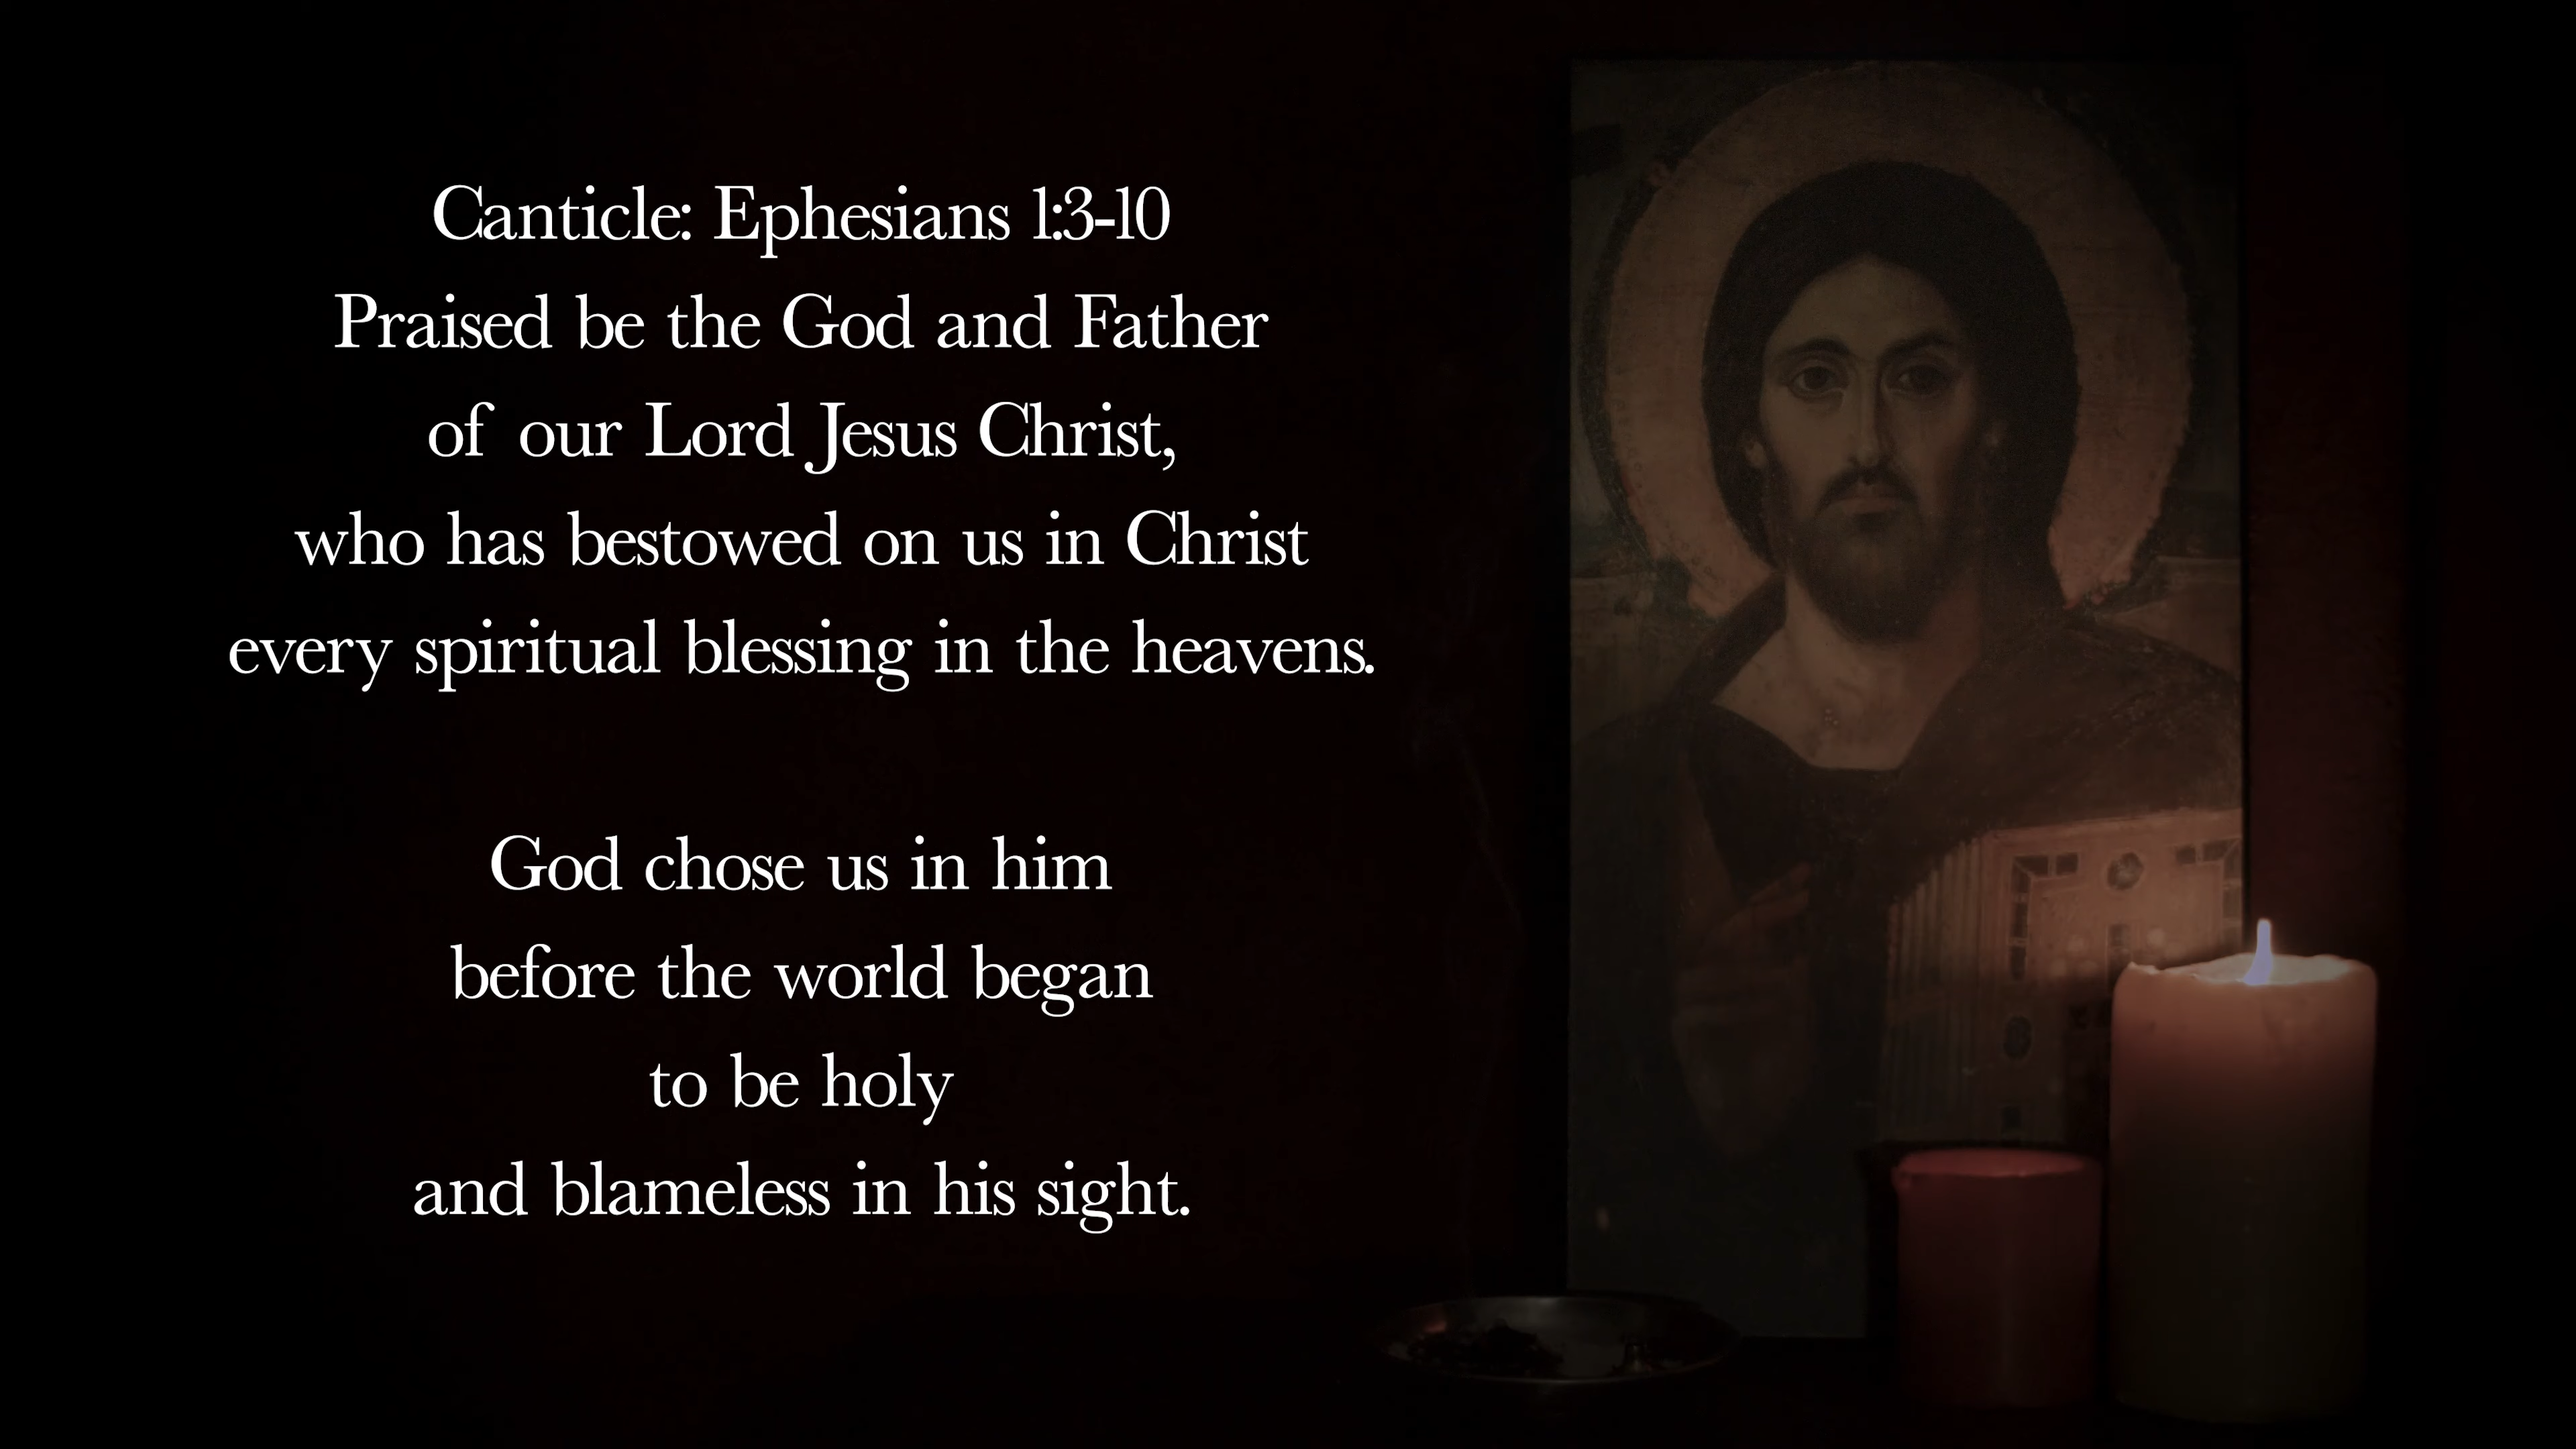 Canticle: Ephesians 1:3-10
Praised be the God and Father
of our Lord Jesus Christ,
who has bestowed on us in Christ
every spiritual blessing in the heavens.
God chose us in him
before the world began
to be holy
and blameless in his sight.